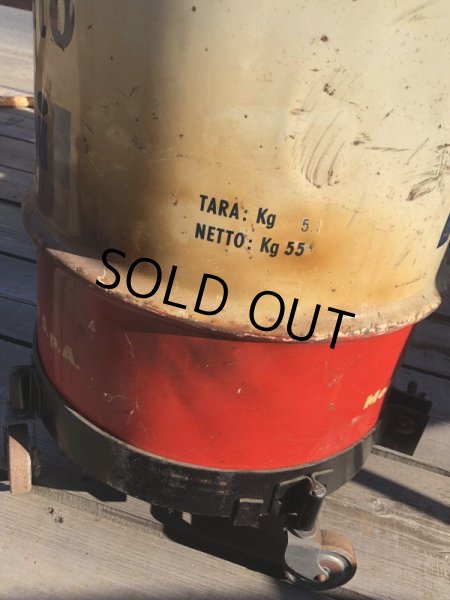 TARA: Kg 5
NETTO: Kg 55
SOLD OUT
S.p.A.